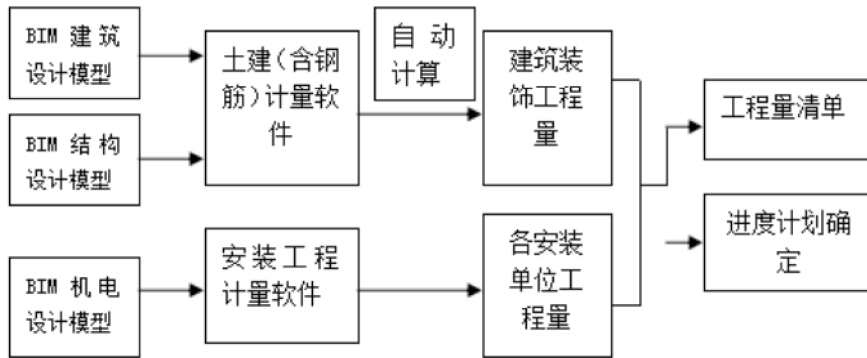 BIM 建 筑
设计模型
BIM 结 构
设计模型
BIM 机 电
设计模型
土建（含钢
筋）计量软
件
安 装 工 程
计量软件
自 动
计算
建筑装
饰工程
量
各安装
单位工
程量
工程量清单
进度计划确
定